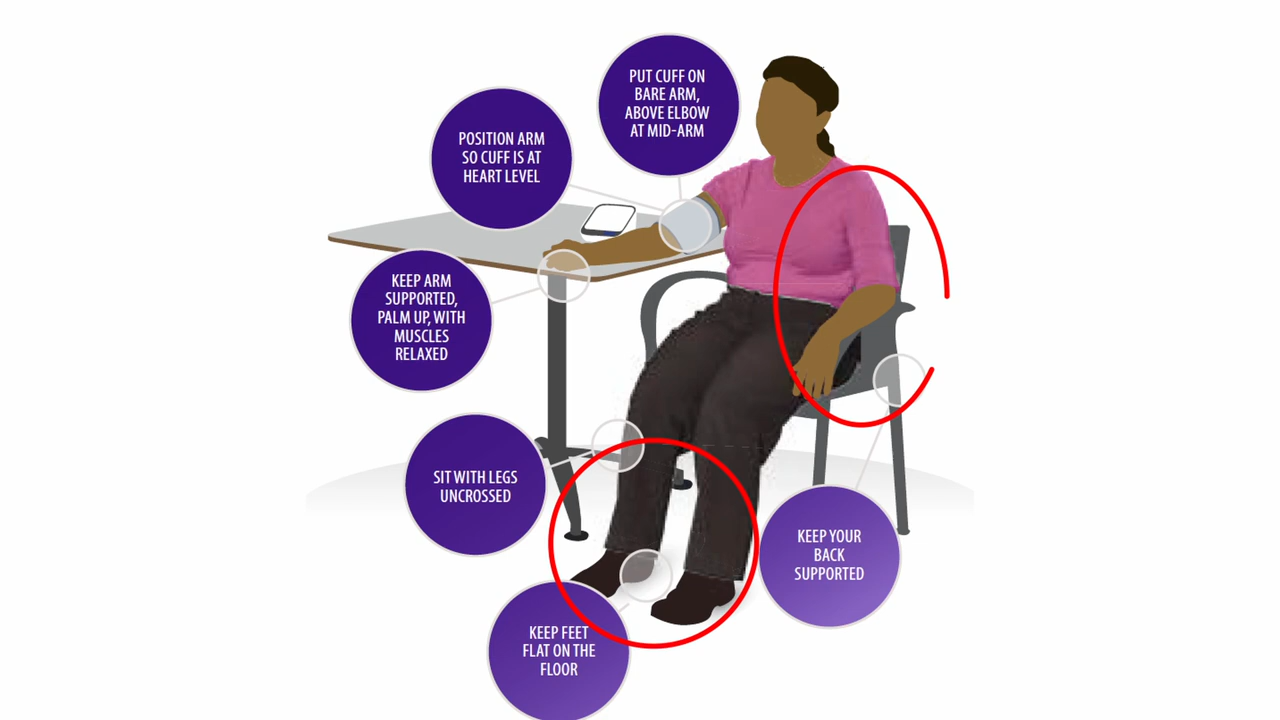 PUT CUFF ON
BARE ARM,
ABOVE ELBOW
AT MID-ARM
POSITION ARM
SO CUFF IS AT
HEART LEVEL
KEEP ARM
SUPPORTED,
PALM UP, WITH
MUSCLES
RELAXED
SIT WITH LEGS
UNCROSSED
KEEP YOUR
BACK
SUPPORTED
KEEP FEET
FLAT ON THE
FLOOR